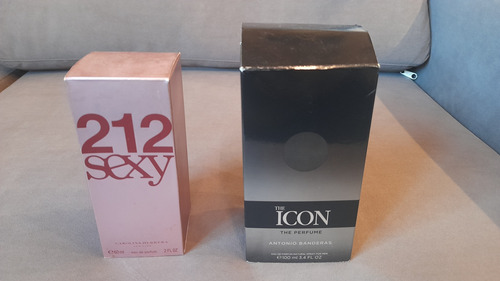 212
sexy
THE
ICON
THE PERFUME
ANTONIO BANDERAS
100 ml 3.4 FL OZ